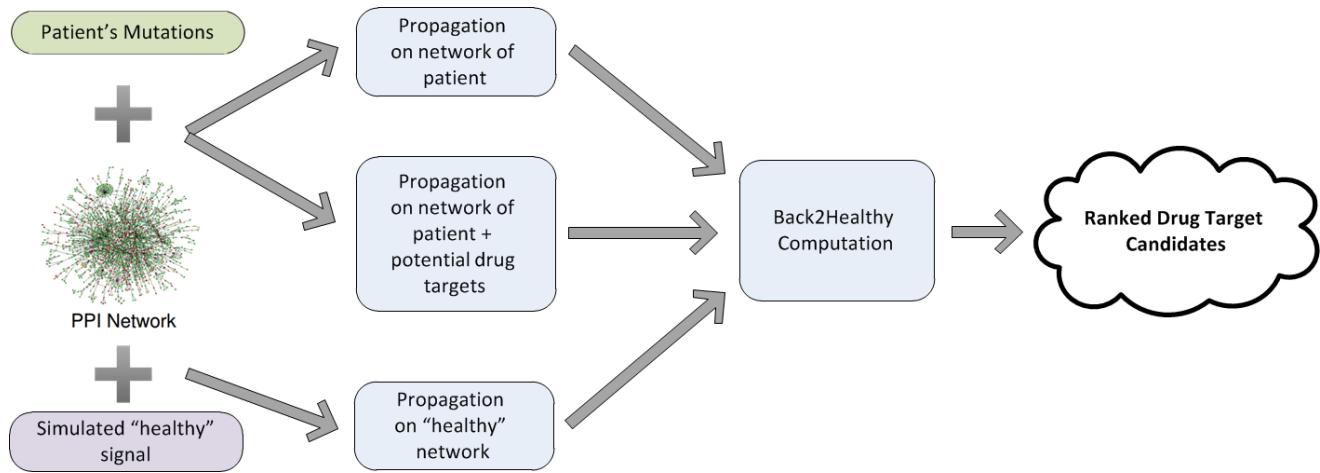 Patient's Mutations
PPI Network
Simulated “healthy”
signal
Propagation
on network of
patient
Propagation
on network of
patient +
potential drug
targets
Propagation
on “healthy”
network
Back2Healthy
Computation
Ranked Drug Target
Candidates